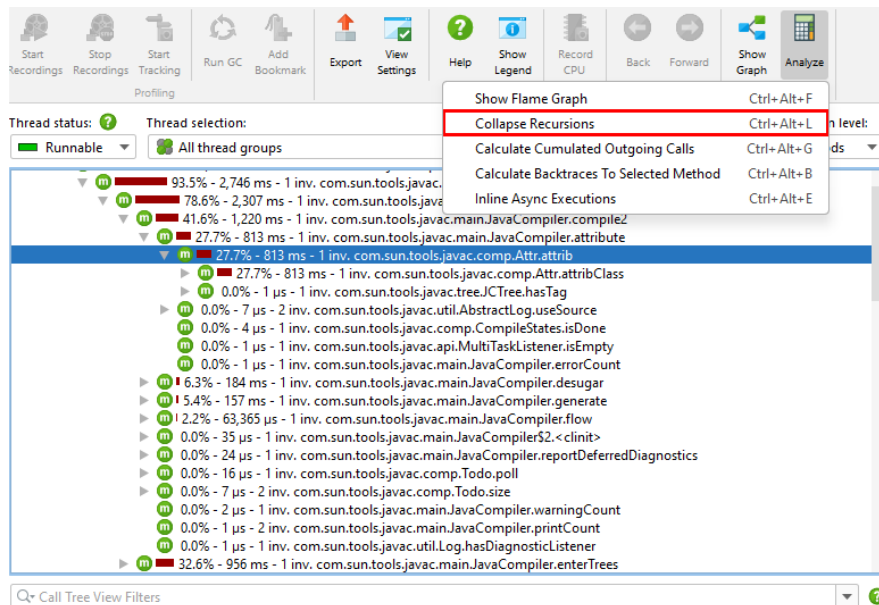 Start Recordings
Stop Recordings
Start Tracking
Run GC
Add Bookmark
Export
View Settings
Help
Show Legend
Record CPU
Back
Forward
Show Graph
Analyze
Profiling
Show Flame Graph Ctrl+Alt+F
Collapse Recursions Ctrl+Alt+L
Calculate Cumulated Outgoing Calls Ctrl+Alt+G
Calculate Backtraces To Selected Method Ctrl+Alt+B
Inline Async Executions Ctrl+Alt+E
Thread status: ? Thread selection: level:
Runnable All thread groups ds
m 93.5% - 2,746 ms - 1 inv. com.sun.tools.javac.
m 78.6% - 2,307 ms - 1 inv. com.sun.tools.java
m 41.6% - 1,220 ms - 1 inv. com.sun.tools.javac.main.JavaCompiler.compile2
m 27.7% - 813 ms - 1 inv. com.sun.tools.javac.main.JavaCompiler.attribute
m 27.7% - 813 ms - 1 inv. com.sun.tools.javac.comp.Attr.attrib
m 27.7% - 813 ms - 1 inv. com.sun.tools.javac.comp.Attr.attribClass
m 0.0% - 1 µs - 1 inv. com.sun.tools.javac.tree.JCTree.hasTag
m 0.0% - 7 µs - 2 inv. com.sun.tools.javac.util.AbstractLog.useSource
m 0.0% - 4 µs - 1 inv. com.sun.tools.javac.comp.CompileStates.isDone
m 0.0% - 1 µs - 1 inv. com.sun.tools.javac.api.MultiTaskListener.isEmpty
m 0.0% - 1 µs - 1 inv. com.sun.tools.javac.main.JavaCompiler.errorCount
m 6.3% - 184 ms - 1 inv. com.sun.tools.javac.main.JavaCompiler.desugar
m 5.4% - 157 ms - 1 inv. com.sun.tools.javac.main.JavaCompiler.generate
m 2.2% - 63,365 µs - 1 inv. com.sun.tools.javac.main.JavaCompiler.flow
m 0.0% - 35 µs - 1 inv. com.sun.tools.javac.main.JavaCompiler$2.<clinit>
m 0.0% - 24 µs - 1 inv. com.sun.tools.javac.main.JavaCompiler.reportDeferredDiagnostics
m 0.0% - 16 µs - 1 inv. com.sun.tools.javac.comp.Todo.poll
m 0.0% - 7 µs - 2 inv. com.sun.tools.javac.comp.Todo.size
m 0.0% - 2 µs - 1 inv. com.sun.tools.javac.main.JavaCompiler.warningCount
m 0.0% - 1 µs - 2 inv. com.sun.tools.javac.main.JavaCompiler.printCount
m 0.0% - 1 µs - 1 inv. com.sun.tools.javac.util.Log.hasDiagnosticListener
m 32.6% - 956 ms - 1 inv. com.sun.tools.javac.main.JavaCompiler.enterTrees
Call Tree View Filters ?